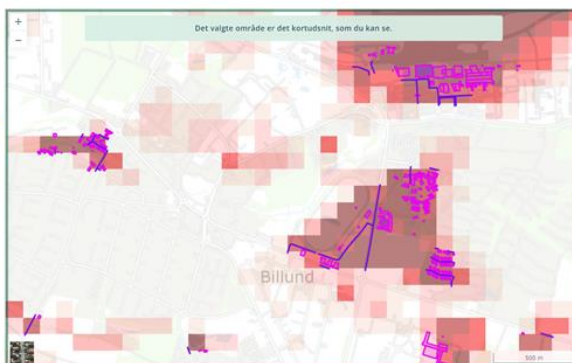 +
Det valgte område er det kortudsnit, som du kan se.
−
Billund
500 m